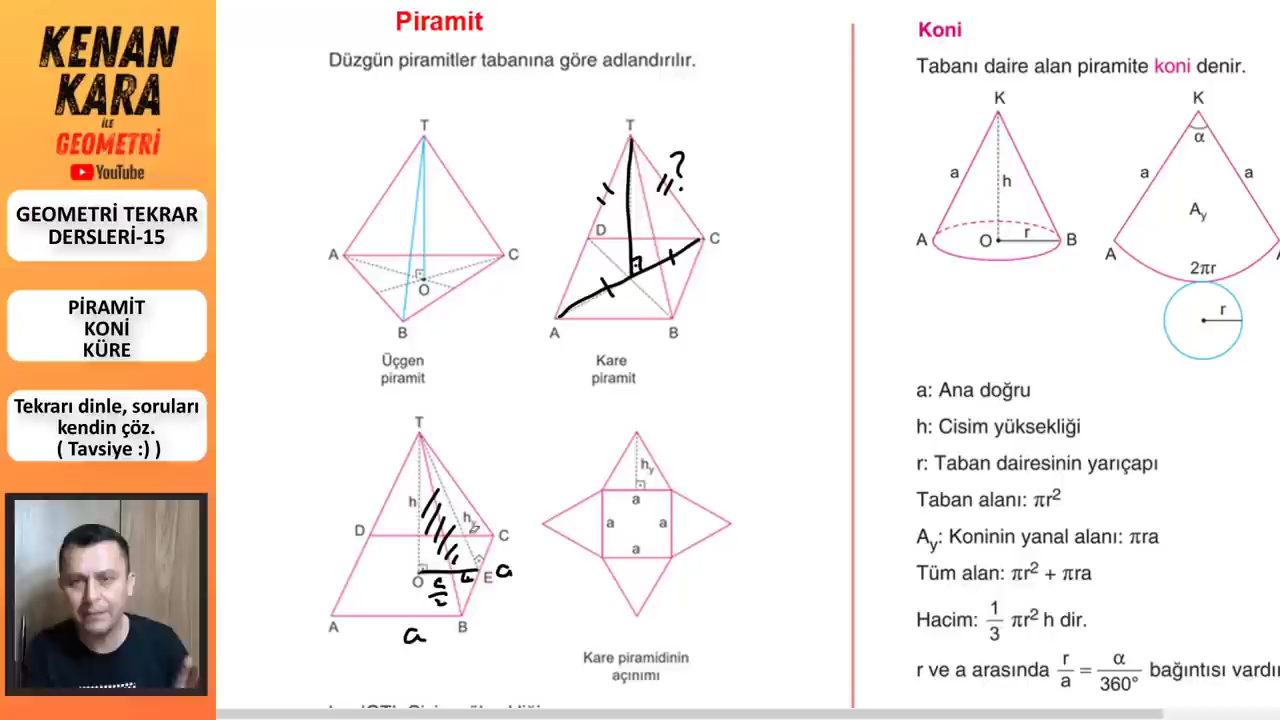 KENAN
KARA
İLE
GEOMETRİ
YouTube
GEOMETRİ TEKRAR
DERSLERİ-15
PİRAMİT
KONİ
KÜRE
Tekrarı dinle, soruları
kendin çöz.
( Tavsiye :) )
Piramit
Düzgün piramitler tabanına göre adlandırılır.
T
A
C
O
B
Üçgen
piramit
T
?
D
C
A
B
Kare
piramit
T
h
h
D
C
O
E
a
a/2
A
B
a
hy
a
a
a
a
Kare piramidinin
açınımı
Koni
Tabanı daire alan piramite koni denir.
K
a
h
A
O
r
B
K
α
a
a
Ay
A
2πr
r
a: Ana doğru
h: Cisim yüksekliği
r: Taban dairesinin yarıçapı
Taban alanı: πr²
Ay: Koninin yanal alanı: πra
Tüm alan: πr² + πra
Hacim: 1/3 πr² h dir.
r ve a arasında r/a = α/360°